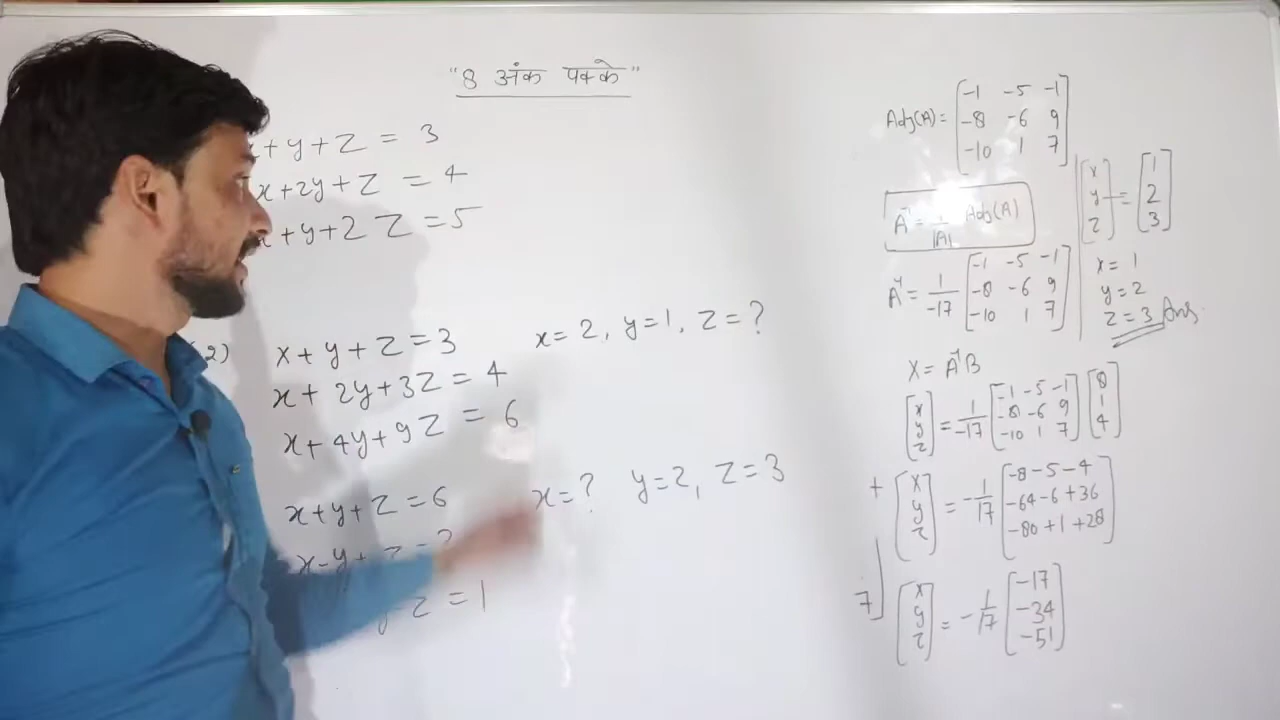 "8 अंक पक्के"
+ y + z = 3
x + 2y + z = 4
x + y + 2 z = 5
2) x + y + z = 3
x + 2y + 3z = 4
x + 4y + 9z = 6
x = 2, y = 1, z = ?
x + y + z = 6
x - y + z = 2
z = 1
x = ? y = 2, z = 3
Adj(A) = [-1 -5 -1
-8 -6 9
-10 1 7]
A⁻¹ = 1/|A| Adj(A)
A⁻¹ = 1/-17 [-1 -5 -1
-8 -6 9
-10 1 7]
X = A⁻¹B
[x y z] = 1/-17 [-1 -5 -1
-8 -6 9
-10 1 7] [8 1 4]
+ [x y z] = -1/17 [-8 - 5 - 4
-64 - 6 + 36
-80 + 1 + 28]
7] [x y z] = -1/17 [-17
-34
-51]
[x y z] = [1 2 3]
x = 1
y = 2
z = 3 Ans.